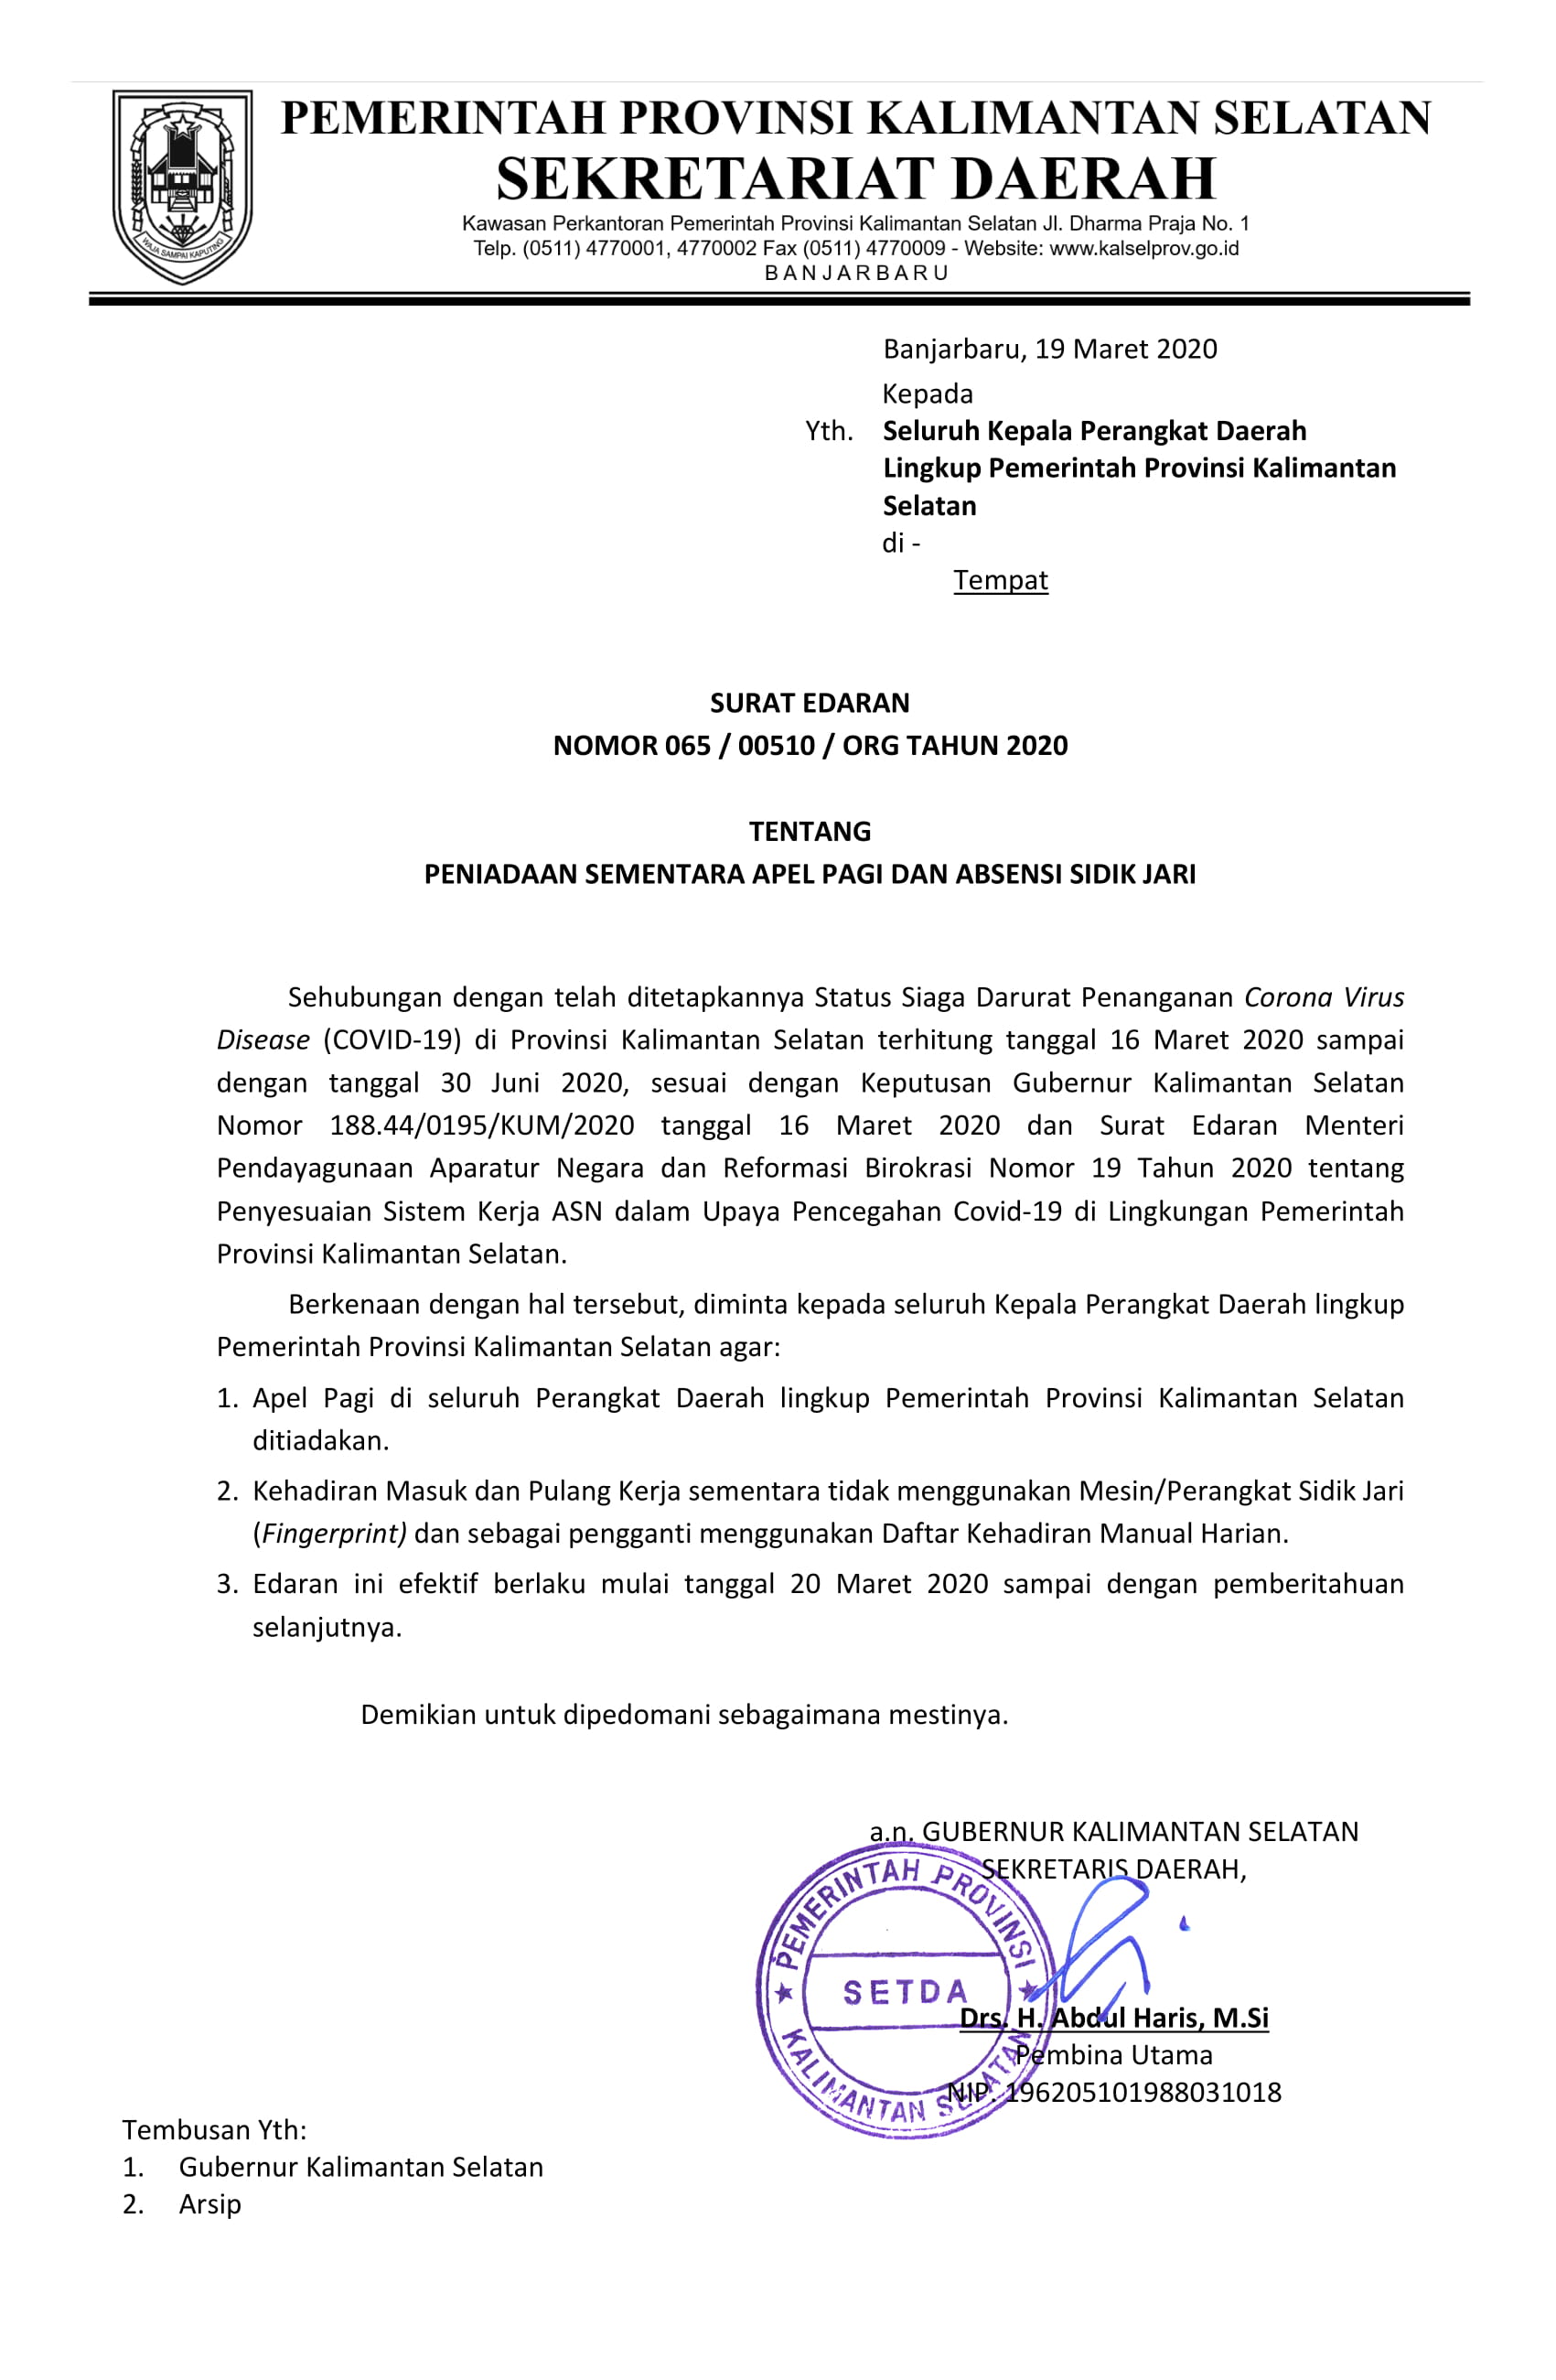 PEMERINTAH PROVINSI KALIMANTAN SELATAN
SEKRETARIAT DAERAH
Kawasan Perkantoran Pemerintah Provinsi Kalimantan Selatan Jl. Dharma Praja No. 1
Telp. (0511) 4770001, 4770002 Fax (0511) 4770009 - Website: www.kalselprov.go.id
BANJARBARU
WAJA SAMPAI KAPUTING
Banjarbaru, 19 Maret 2020
Kepada
Yth. Seluruh Kepala Perangkat Daerah
Lingkup Pemerintah Provinsi Kalimantan
Selatan
di -
Tempat
SURAT EDARAN
NOMOR 065 / 00510 / ORG TAHUN 2020
TENTANG
PENIADAAN SEMENTARA APEL PAGI DAN ABSENSI SIDIK JARI
Sehubungan dengan telah ditetapkannya Status Siaga Darurat Penanganan Corona Virus
Disease (COVID-19) di Provinsi Kalimantan Selatan terhitung tanggal 16 Maret 2020 sampai
dengan tanggal 30 Juni 2020, sesuai dengan Keputusan Gubernur Kalimantan Selatan
Nomor 188.44/0195/KUM/2020 tanggal 16 Maret 2020 dan Surat Edaran Menteri
Pendayagunaan Aparatur Negara dan Reformasi Birokrasi Nomor 19 Tahun 2020 tentang
Penyesuaian Sistem Kerja ASN dalam Upaya Pencegahan Covid-19 di Lingkungan Pemerintah
Provinsi Kalimantan Selatan.
Berkenaan dengan hal tersebut, diminta kepada seluruh Kepala Perangkat Daerah lingkup
Pemerintah Provinsi Kalimantan Selatan agar:
1. Apel Pagi di seluruh Perangkat Daerah lingkup Pemerintah Provinsi Kalimantan Selatan
ditiadakan.
2. Kehadiran Masuk dan Pulang Kerja sementara tidak menggunakan Mesin/Perangkat Sidik Jari
(Fingerprint) dan sebagai pengganti menggunakan Daftar Kehadiran Manual Harian.
3. Edaran ini efektif berlaku mulai tanggal 20 Maret 2020 sampai dengan pemberitahuan
selanjutnya.
Demikian untuk dipedomani sebagaimana mestinya.
a.n. GUBERNUR KALIMANTAN SELATAN
SEKRETARIS DAERAH,
PEMERINTAH PROVINSI
SETDA
KALIMANTAN SELATAN
Drs. H. Abdul Haris, M.Si
Pembina Utama
NIP. 196205101988031018
Tembusan Yth:
1. Gubernur Kalimantan Selatan
2. Arsip